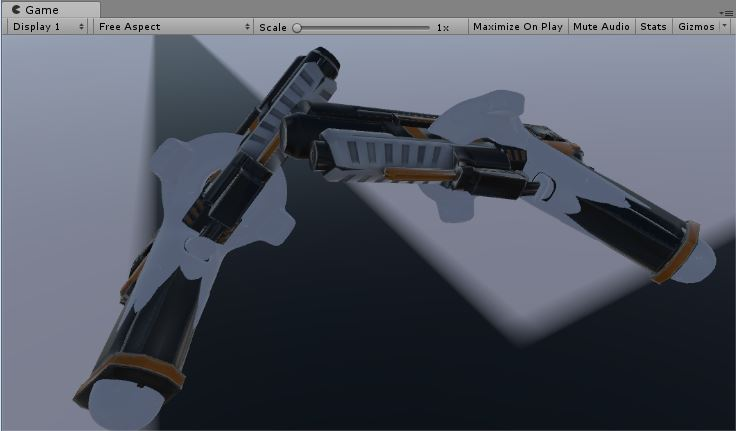 Game
Display 1 Free Aspect Scale 1x Maximize On Play Mute Audio Stats Gizmos